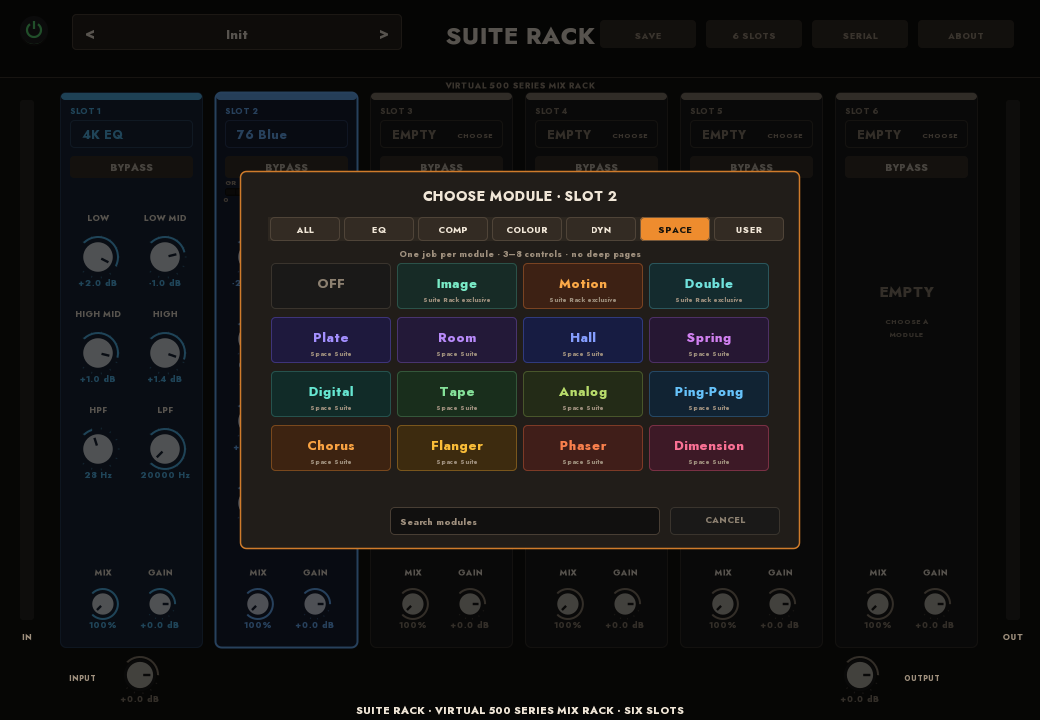 < Init >
SUITE RACK
SAVE
6 SLOTS
SERIAL
ABOUT
VIRTUAL 500 SERIES MIX RACK
SLOT 1
SLOT 2
SLOT 3
SLOT 4
SLOT 5
SLOT 6
4K EQ
76 Blue
EMPTY CHOOSE
EMPTY CHOOSE
EMPTY CHOOSE
EMPTY CHOOSE
BYPASS
BYPASS
BYPASS
BYPASS
BYPASS
BYPASS
GR
CHOOSE MODULE · SLOT 2
ALL
EQ
COMP
COLOUR
DYN
SPACE
USER
One job per module · 3–8 controls · no deep pages
OFF
Image
Suite Rack exclusive
Motion
Suite Rack exclusive
Double
Suite Rack exclusive
Plate
Space Suite
Room
Space Suite
Hall
Space Suite
Spring
Space Suite
Digital
Space Suite
Tape
Space Suite
Analog
Space Suite
Ping-Pong
Space Suite
Chorus
Space Suite
Flanger
Space Suite
Phaser
Space Suite
Dimension
Space Suite
Search modules
CANCEL
LOW
LOW MID
+2.0 dB
-1.0 dB
HIGH MID
HIGH
+1.0 dB
+1.4 dB
HPF
LPF
28 Hz
20000 Hz
EMPTY
CHOOSE A
MODULE
MIX
GAIN
100%
+0.0 dB
MIX
GAIN
100%
+0.0 dB
MIX
GAIN
100%
+0.0 dB
MIX
GAIN
100%
+0.0 dB
MIX
GAIN
100%
+0.0 dB
MIX
GAIN
100%
+0.0 dB
IN
OUT
INPUT
+0.0 dB
+0.0 dB
OUTPUT
SUITE RACK · VIRTUAL 500 SERIES MIX RACK · SIX SLOTS